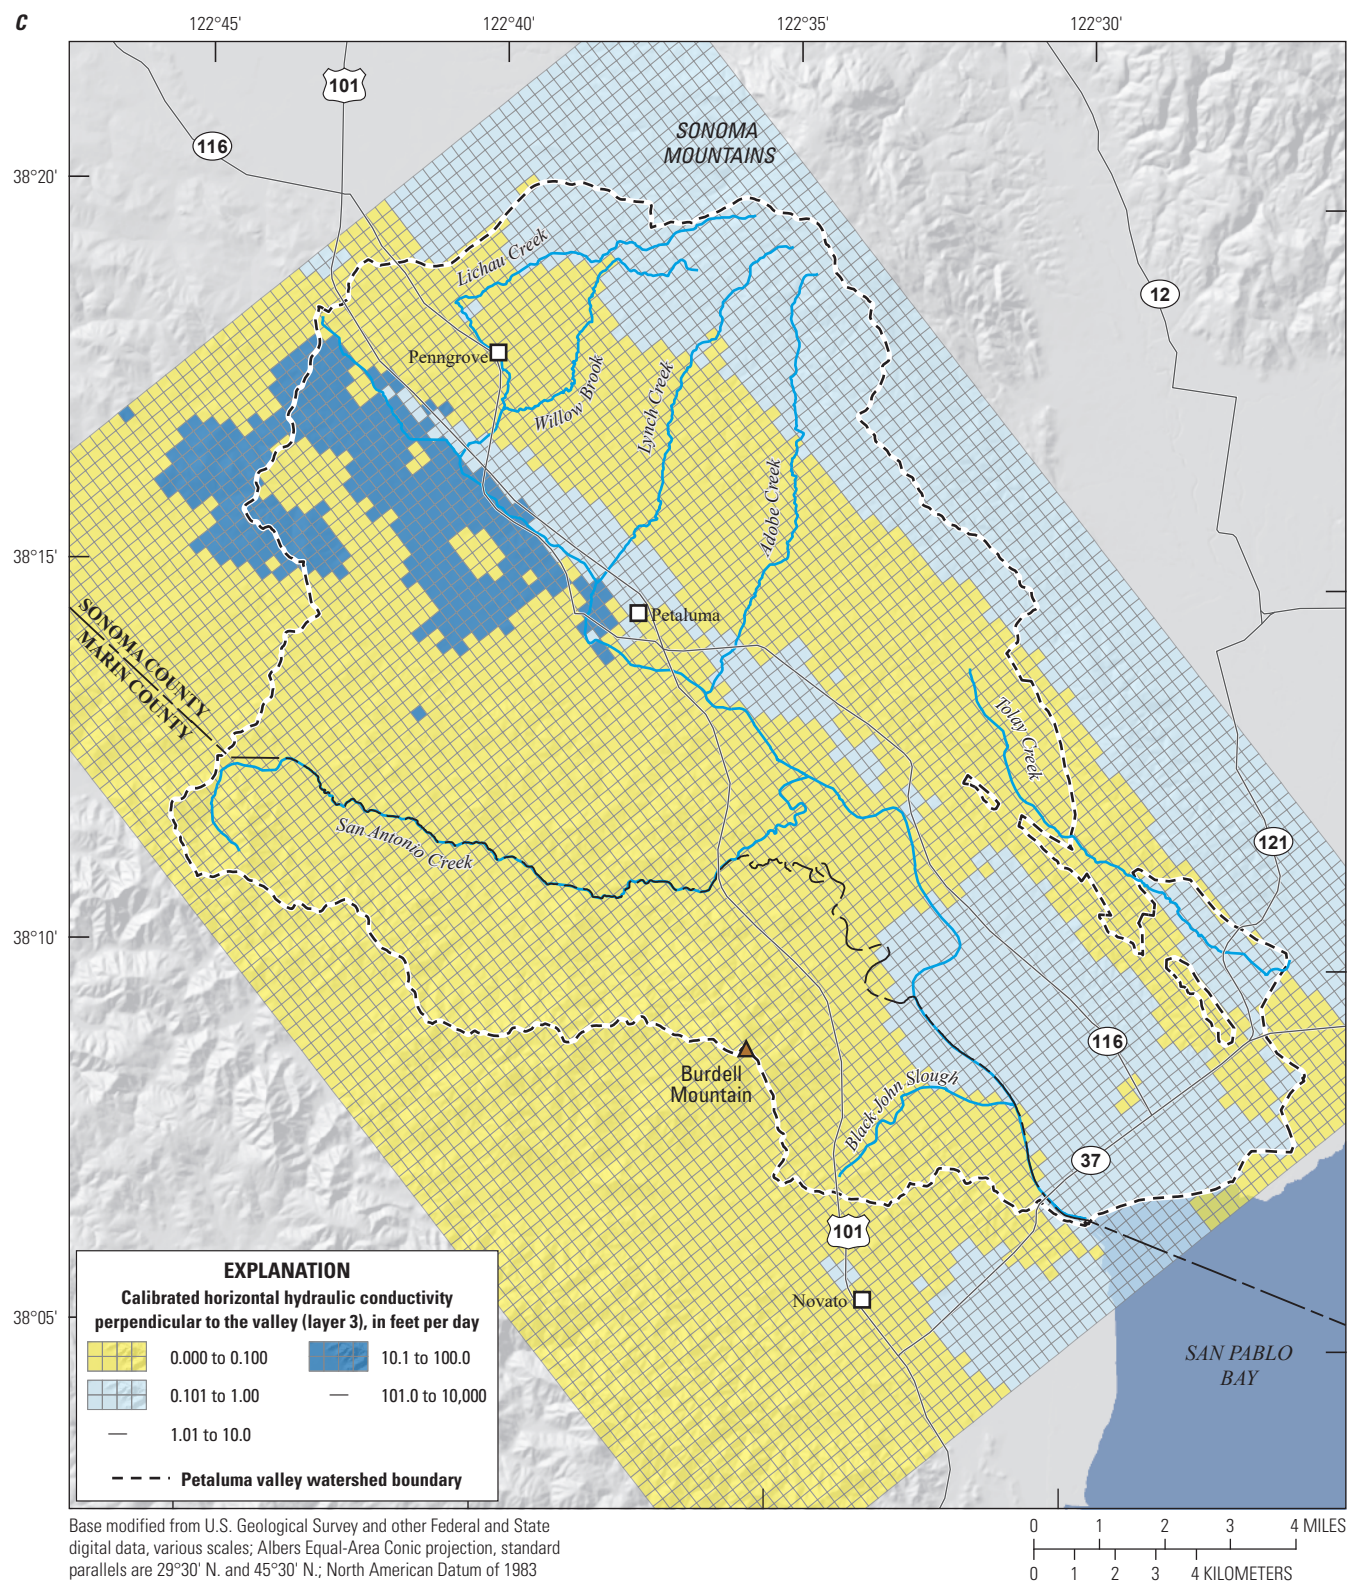 C
122°45'
122°40'
122°35'
122°30'
101
116
SONOMA
MOUNTAINS
38°20'
Lichau Creek
12
Penngrove
Willow Brook
Lynch Creek
Adobe Creek
38°15'
SONOMA COUNTY
MARIN COUNTY
Petaluma
Tolay Creek
San Antonio Creek
121
38°10'
116
Burdell
Mountain
Black John Slough
37
101
Novato
38°05'
SAN PABLO
BAY
EXPLANATION
Calibrated horizontal hydraulic conductivity
perpendicular to the valley (layer 3), in feet per day
0.000 to 0.100
10.1 to 100.0
0.101 to 1.00
101.0 to 10,000
1.01 to 10.0
Petaluma valley watershed boundary
Base modified from U.S. Geological Survey and other Federal and State
digital data, various scales; Albers Equal-Area Conic projection, standard
parallels are 29°30' N. and 45°30' N.; North American Datum of 1983
0 1 2 3 4 MILES
0 1 2 3 4 KILOMETERS